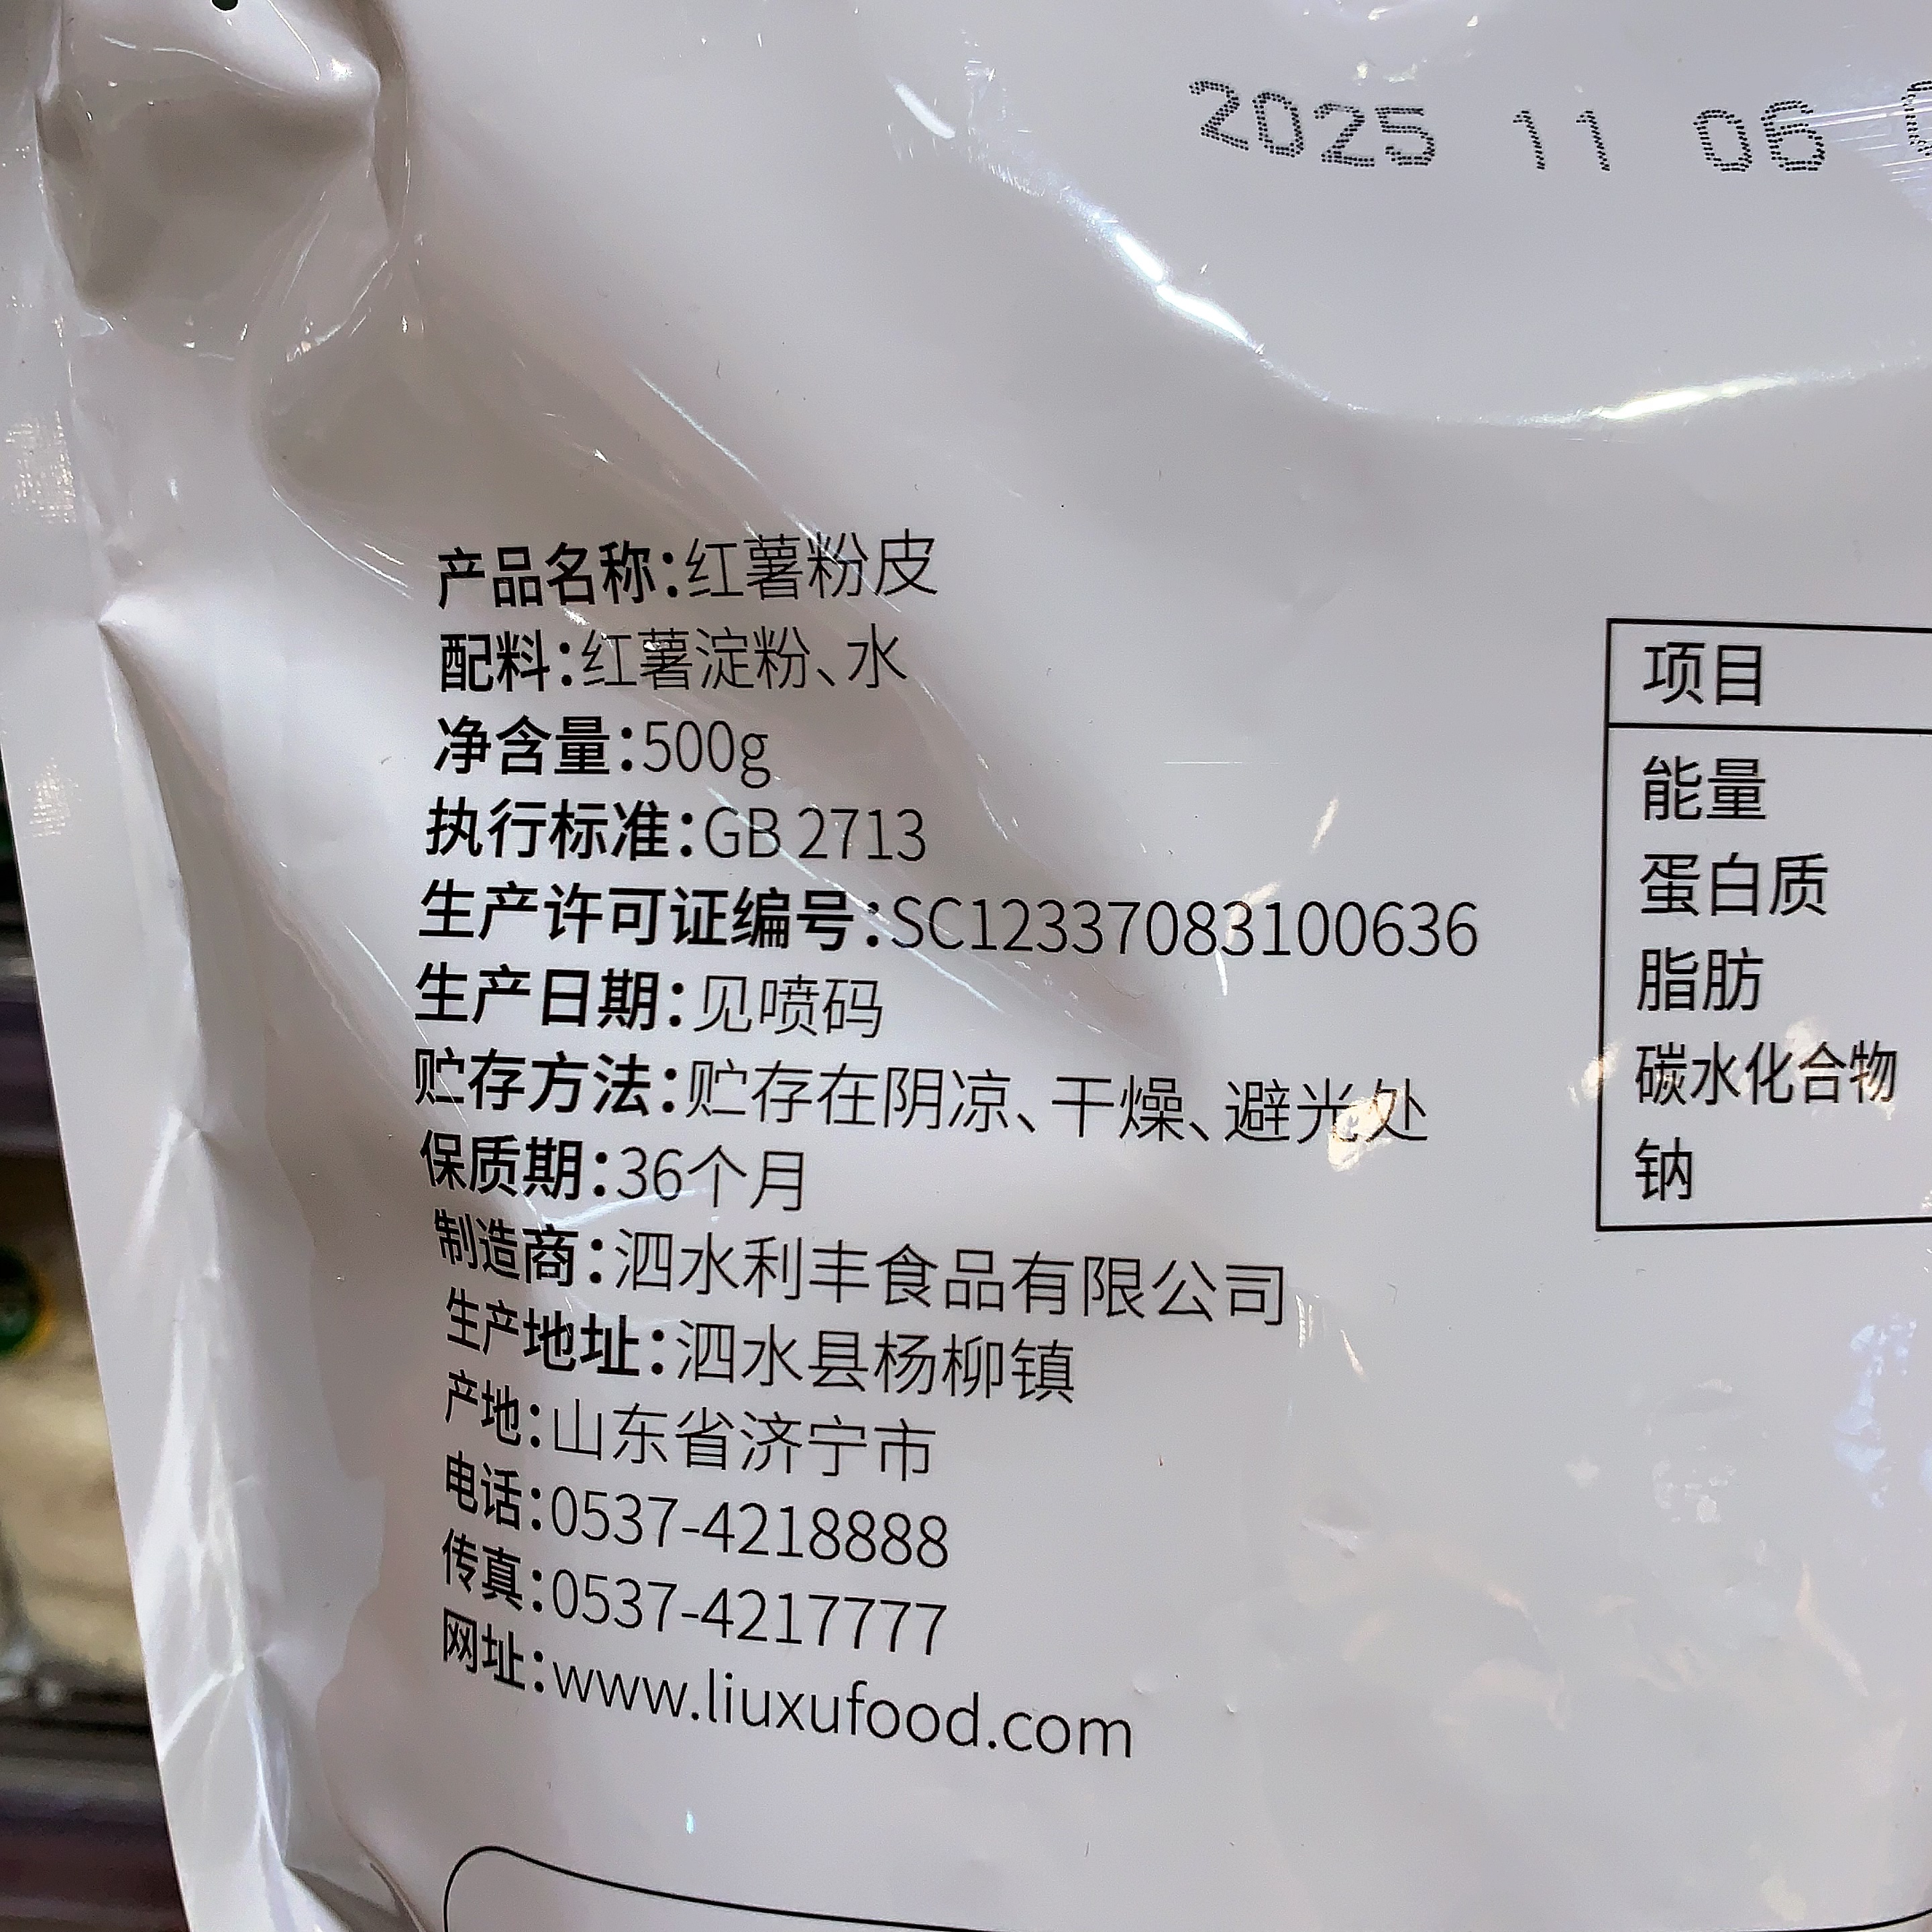 2025 11 06
产品名称:红薯粉皮
配料:红薯淀粉、水
净含量:500g
执行标准:GB 2713
生产许可证编号:SC12337083100636
生产日期:见喷码
贮存方法:贮存在阴凉、干燥、避光处
保质期:36个月
制造商:泗水利丰食品有限公司
生产地址:泗水县杨柳镇
产地:山东省济宁市
电话:0537-4218888
传真:0537-4217777
网址:www.liuxufood.com
项目
能量
蛋白质
脂肪
碳水化合物
钠